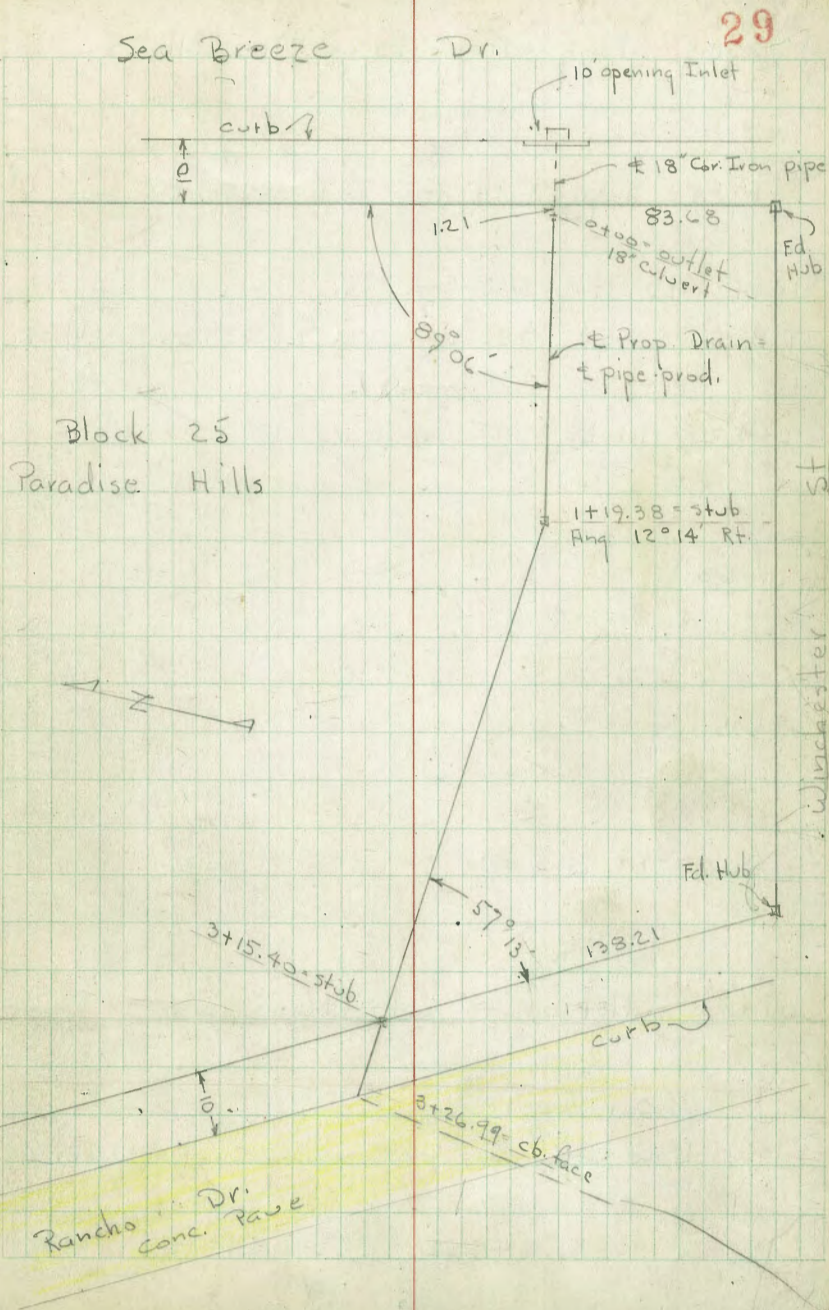 29
Sea Breeze Dr.
10' opening Inlet
curb
10'
℄ 18" Cor. Iron pipe
1.21
83.68
Fd.
Hub
0+00 = outlet
18" Culvert
89° 06'
℄ Prop. Drain =
℄ pipe prod.
Block 25
Paradise Hills
St
1+19.38 = stub
Ang 12° 14' Rt.
N
Winchester
Fd. Hub
57° 13'
138.21
3+15.40 = stub
curb
10'
3+26.99 = cb. face
Rancho Dr.
Conc. Pave